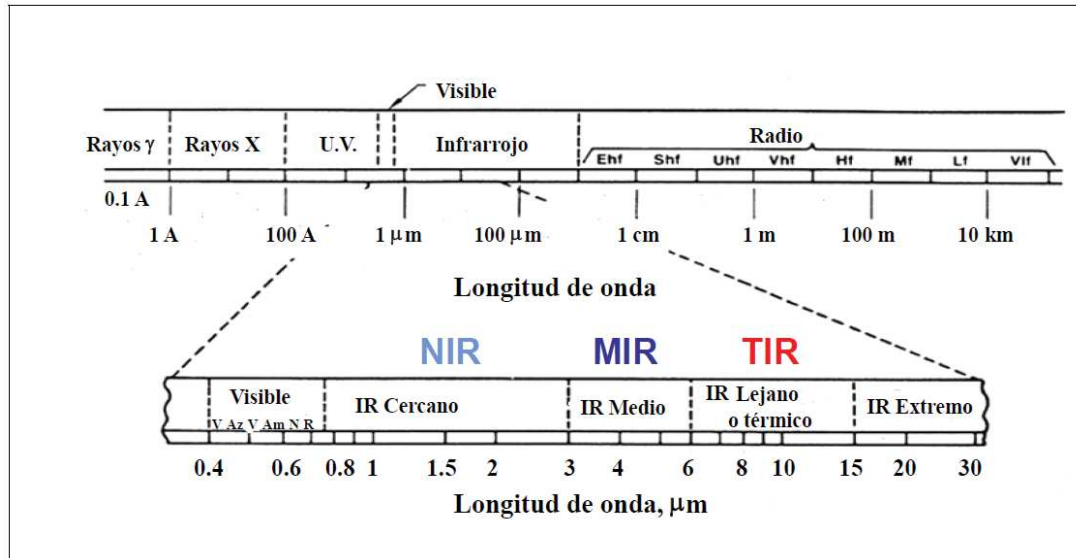 Visible
Rayos γ Rayos X U.V. Infrarrojo Radio
Ehf Shf Uhf Vhf Hf Mf Lf Vlf
0.1 A
1 A 100 A 1 μm 100 μm 1 cm 1 m 100 m 10 km
Longitud de onda
NIR MIR TIR
Visible IR Cercano IR Medio IR Lejano o térmico IR Extremo
V Az V Am N R
0.4 0.6 0.8 1 1.5 2 3 4 6 8 10 15 20 30
Longitud de onda, μm